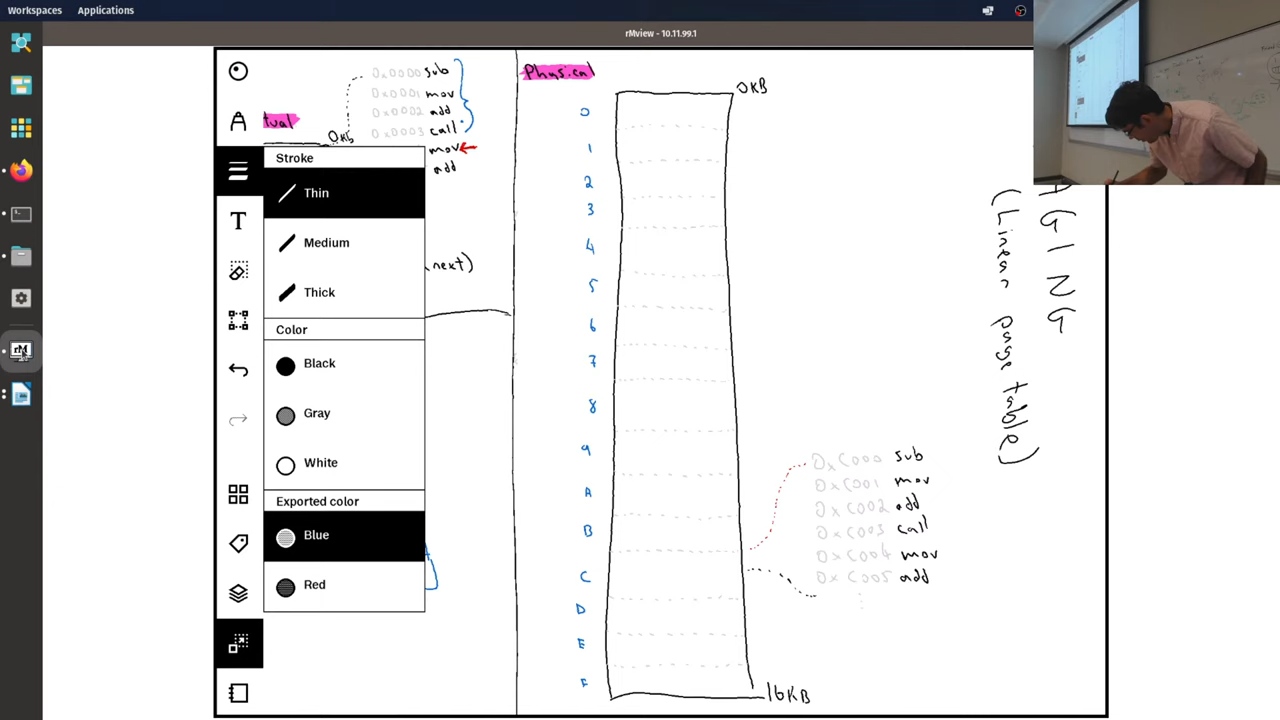 Workspaces Applications
rMview - 10.11.99.1
0x0000 sub
0x0001 mov
0x0002 add
0x0003 call
mov
add
tual
0KB
next)
Stroke
Thin
Medium
Thick
Color
Black
Gray
White
Exported color
Blue
Red
Physical
0KB
0
1
2
3
4
5
6
7
8
9
A
B
C
D
E
F
16KB
0xC000 sub
0xC001 mov
0xC002 add
0xC003 call
0xC004 mov
0xC005 add
AGING
(Linear page table)